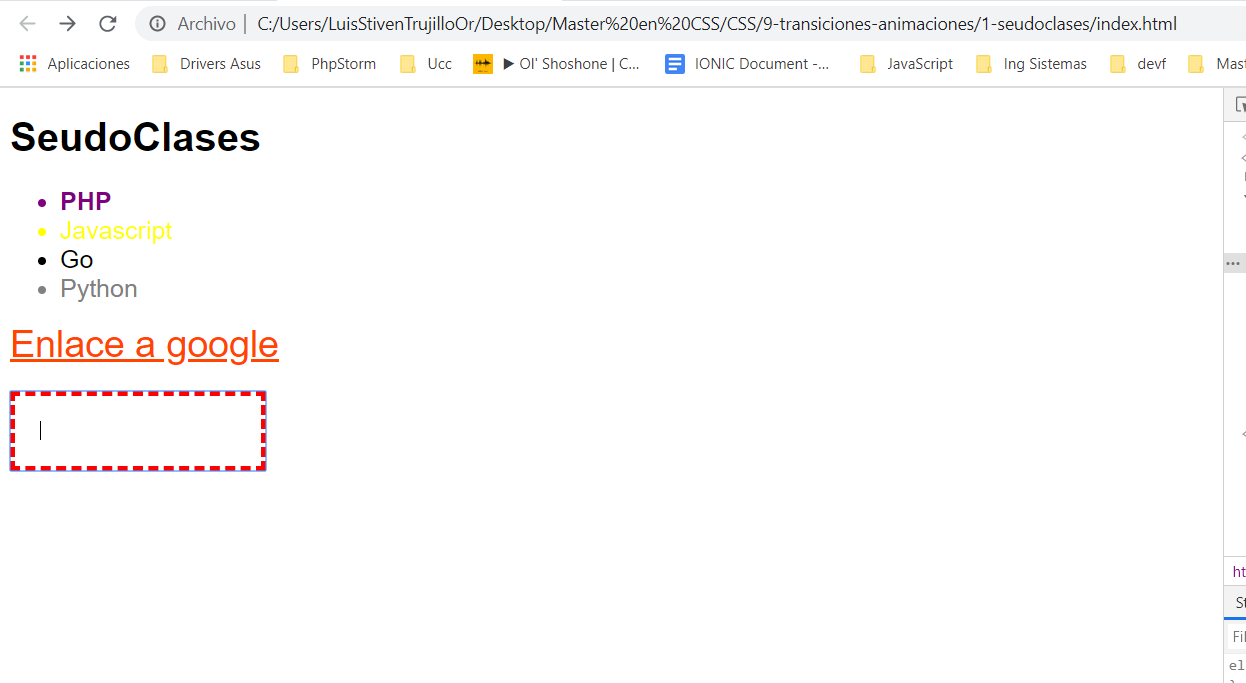 Archivo | C:/Users/LuisStivenTrujilloOr/Desktop/Master%20en%20CSS/CSS/9-transiciones-animaciones/1-seudoclases/index.html
Aplicaciones Drivers Asus PhpStorm Ucc ▶ Ol' Shoshone | C... IONIC Document -... JavaScript Ing Sistemas devf Mast
SeudoClases
PHP
Javascript
Go
Python
Enlace a google
ht
St
Fil
el